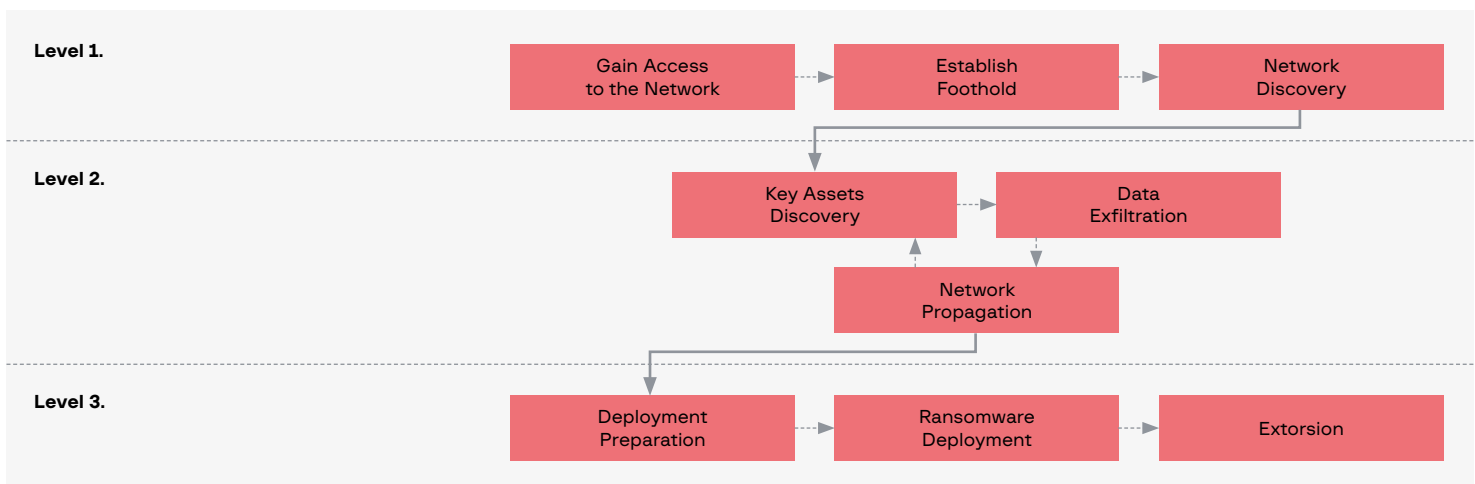 Level 1.
Gain Access
to the Network
Establish
Foothold
Network
Discovery
Level 2.
Key Assets
Discovery
Data
Exfiltration
Network
Propagation
Level 3.
Deployment
Preparation
Ransomware
Deployment
Extorsion